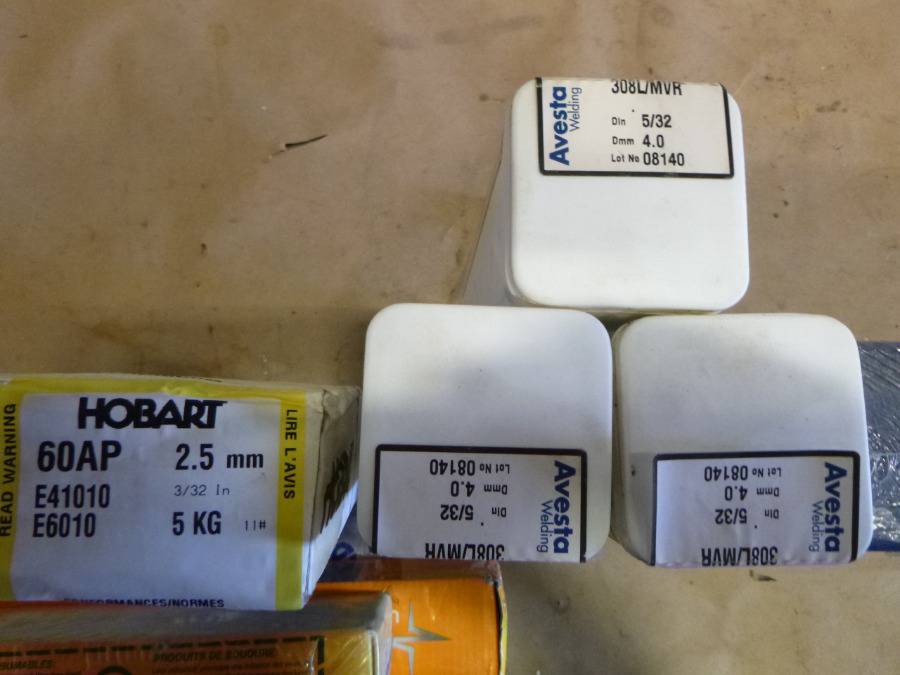 308L/MVR
Avesta
Welding
Din 5/32
Dmm 4.0
Lot No 08140
READ WARNING
HOBART
60AP 2.5 mm
E41010 3/32 In
E6010 5 KG 11#
LIRE L'AVIS
CONFORMANCES/NORMES
HOBART
308L/MVR
Avesta
Welding
Din 5/32
Dmm 4.0
Lot No 08140
308L/MVR
Avesta
Welding
Din 5/32
Dmm 4.0
Lot No 08140
PRODUITS DE SOUDURE: